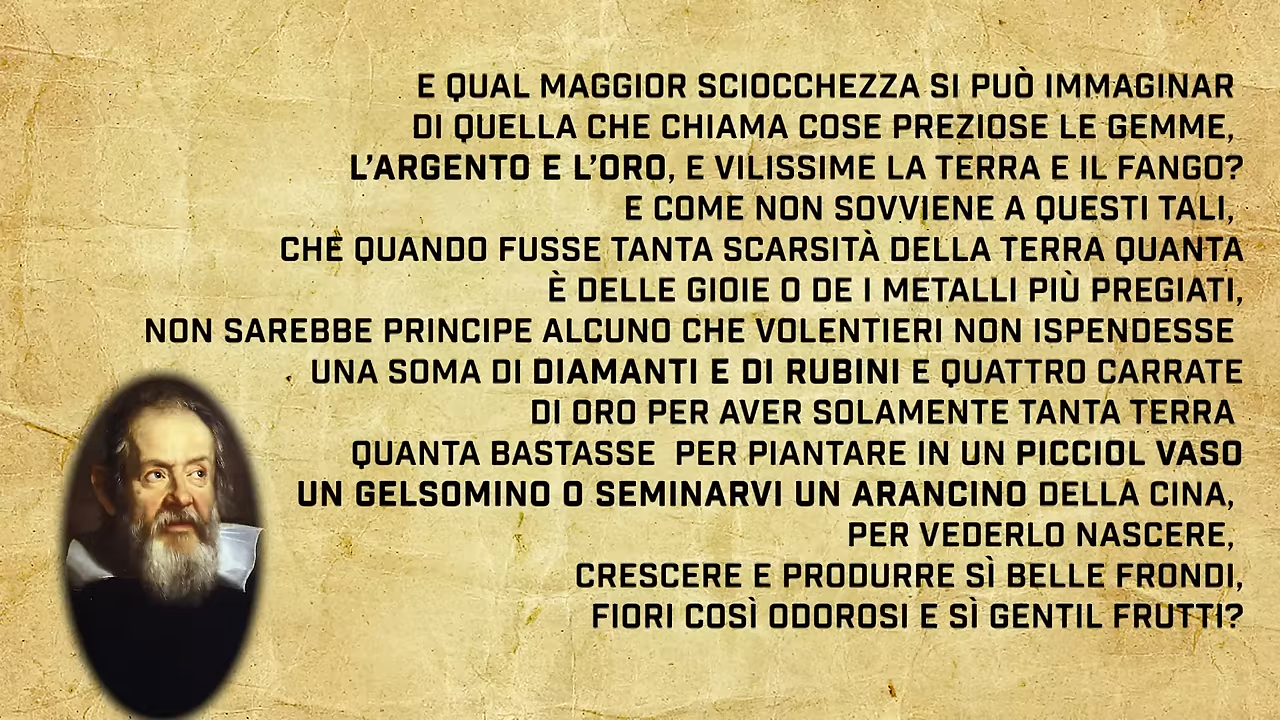 E QUAL MAGGIOR SCIOCCHEZZA SI PUÒ IMMAGINAR
DI QUELLA CHE CHIAMA COSE PREZIOSE LE GEMME,
L’ARGENTO E L’ORO, E VILISSIME LA TERRA E IL FANGO?
E COME NON SOVVIENE A QUESTI TALI,
CHE QUANDO FUSSE TANTA SCARSITÀ DELLA TERRA QUANTA
È DELLE GIOIE O DE I METALLI PIÙ PREGIATI,
NON SAREBBE PRINCIPE ALCUNO CHE VOLENTIERI NON ISPENDESSE
UNA SOMA DI DIAMANTI E DI RUBINI E QUATTRO CARRATE
DI ORO PER AVER SOLAMENTE TANTA TERRA
QUANTA BASTASSE  PER PIANTARE IN UN PICCIOL VASO
UN GELSOMINO O SEMINARVI UN ARANCINO DELLA CINA,
PER VEDERLO NASCERE,
CRESCERE E PRODURRE SÌ BELLE FRONDI,
FIORI COSÌ ODOROSI E SÌ GENTIL FRUTTI?